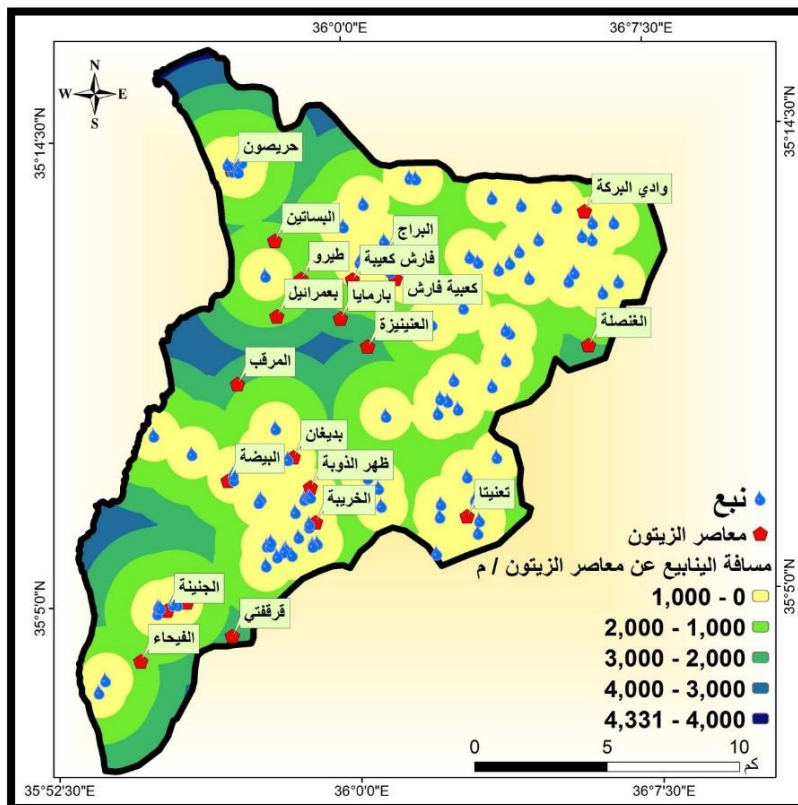 36°0'0"E
36°7'30"E
N
W
E
S
35°14'30"N
35°14'30"N
حريصون
وادي البركة
البساتين
البراج
طيرو
فارش كعيبة
كعبية فارش
بعمرائيل
بارمايا
العنينيزة
الغنصلة
المرقب
بديغان
البيضة
ظهر الذوبة
الخريبة
تعنيتا
الجنينة
قرقفتي
الفيحاء
نبع
معاصر الزيتون
مسافة الينابيع عن معاصر الزيتون / م
1,000 - 0
2,000 - 1,000
3,000 - 2,000
4,000 - 3,000
4,331 - 4,000
0 5 10
كم
35°5'0"N
35°5'0"N
35°52'30"E
36°0'0"E
36°7'30"E